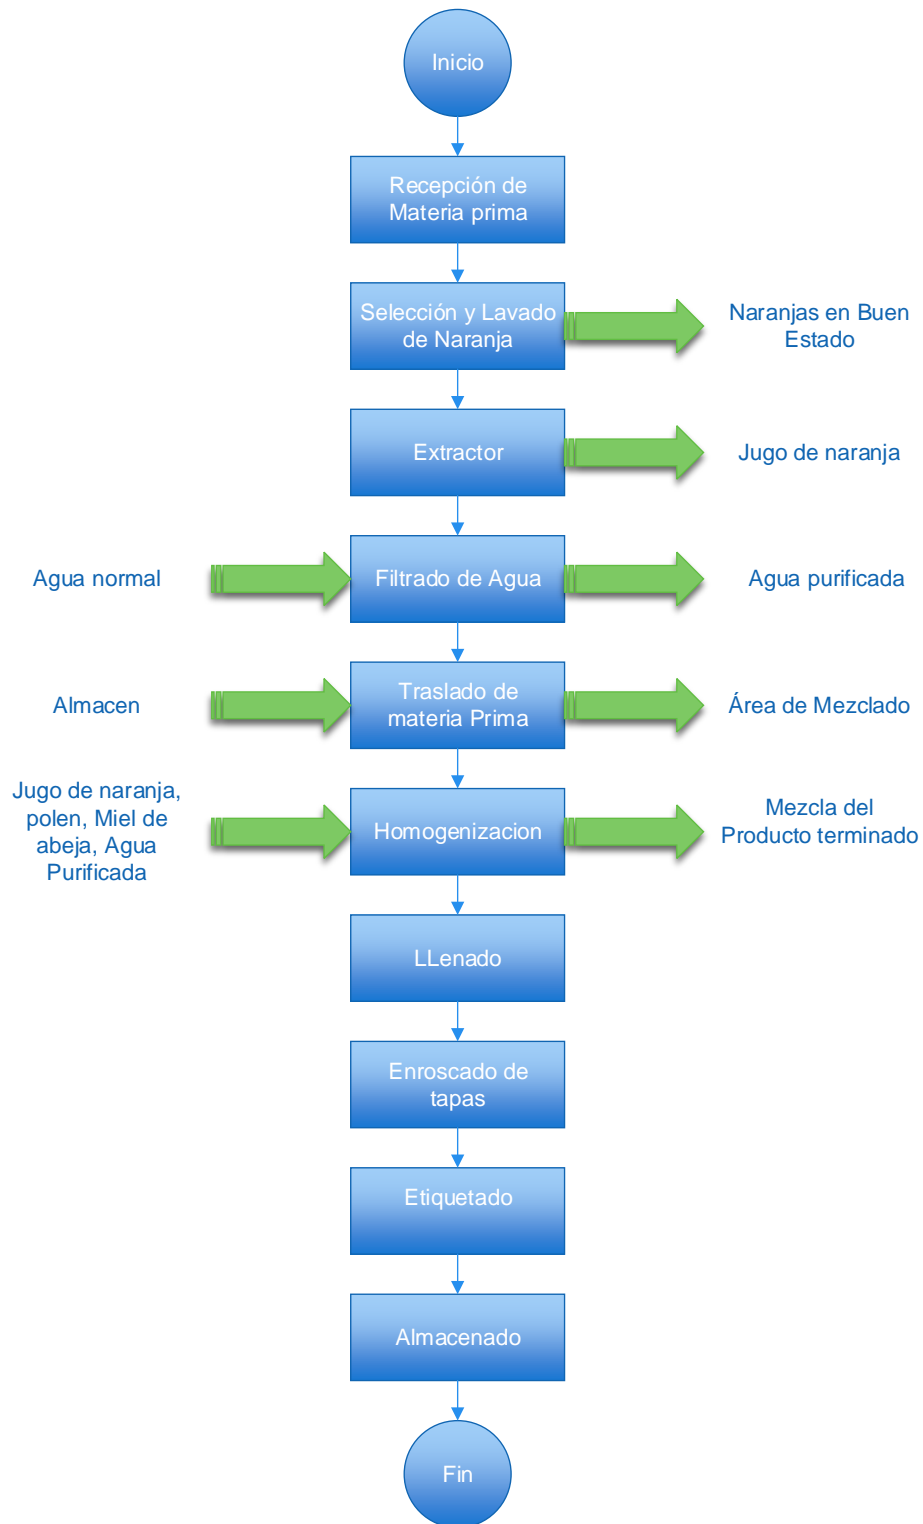 Inicio
Recepción de
Materia prima
Selección y Lavado
de Naranja
Naranjas en Buen
Estado
Extractor
Jugo de naranja
Agua normal
Filtrado de Agua
Agua purificada
Almacen
Traslado de
materia Prima
Área de Mezclado
Jugo de naranja,
polen, Miel de
abeja, Agua
Purificada
Homogenizacion
Mezcla del
Producto terminado
LLenado
Enroscado de
tapas
Etiquetado
Almacenado
Fin